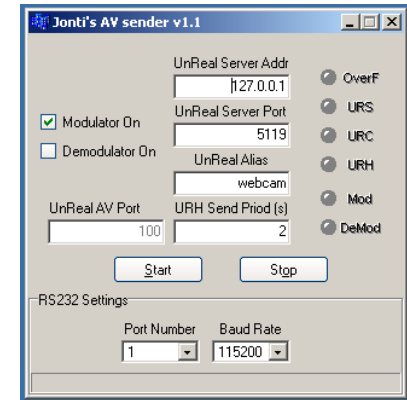 Jonti's AV sender v1.1
UnReal Server Addr
127.0.0.1
OverF
UnReal Server Port
URS
Modulator On
5119
URC
Demodulator On
UnReal Alias
URH
webcam
Mod
UnReal AV Port
URH Send Priod (s)
100
2
DeMod
Start
Stop
RS232 Settings
Port Number
Baud Rate
1
115200